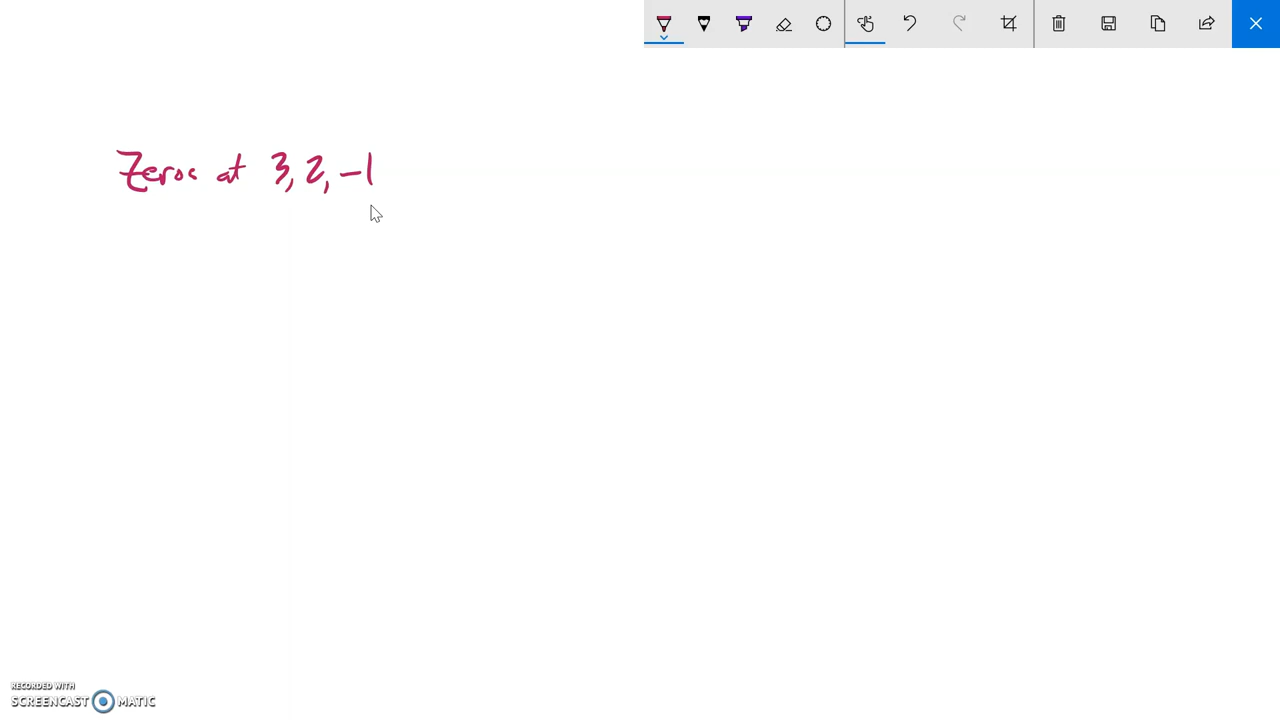 Zeros at 3, 2, -1
RECORDED WITH
SCREENCAST MATIC